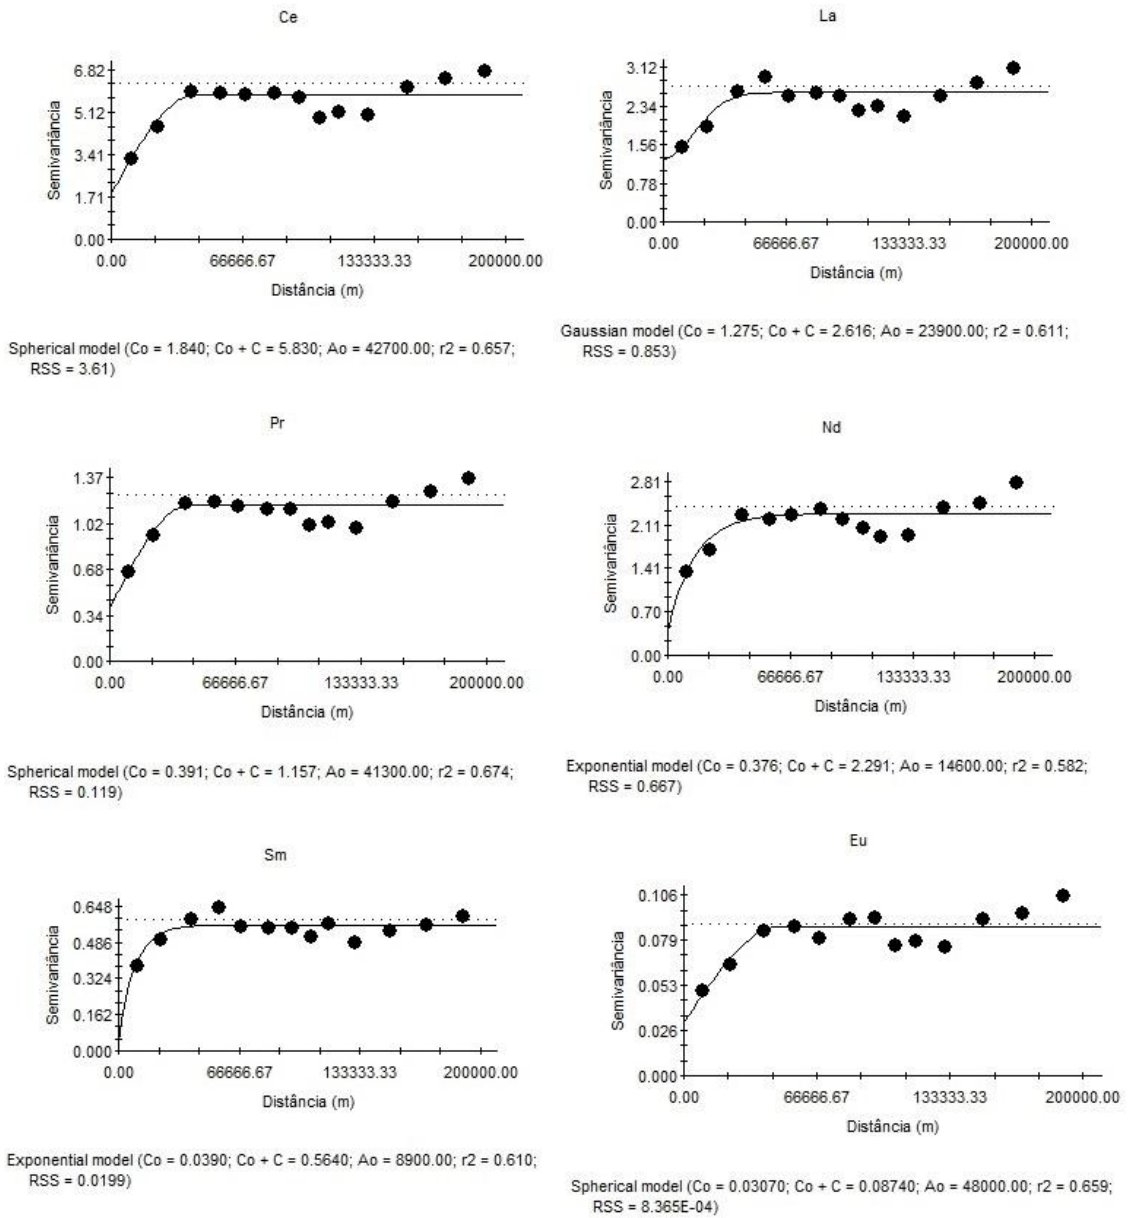 Ce
Semivariância
6.82
5.12
3.41
1.71
0.00
0.00 66666.67 133333.33 200000.00
Distância (m)
Spherical model (Co = 1.840; Co + C = 5.830; Ao = 42700.00; r2 = 0.657;
RSS = 3.61)
La
Semivariância
3.12
2.34
1.56
0.78
0.00
0.00 66666.67 133333.33 200000.00
Distância (m)
Gaussian model (Co = 1.275; Co + C = 2.616; Ao = 23900.00; r2 = 0.611;
RSS = 0.853)
Pr
Semivariância
1.37
1.02
0.68
0.34
0.00
0.00 66666.67 133333.33 200000.00
Distância (m)
Spherical model (Co = 0.391; Co + C = 1.157; Ao = 41300.00; r2 = 0.674;
RSS = 0.119)
Nd
Semivariância
2.81
2.11
1.41
0.70
0.00
0.00 66666.67 133333.33 200000.00
Distância (m)
Exponential model (Co = 0.376; Co + C = 2.291; Ao = 14600.00; r2 = 0.582;
RSS = 0.667)
Sm
Semivariância
0.648
0.486
0.324
0.162
0.000
0.00 66666.67 133333.33 200000.00
Distância (m)
Exponential model (Co = 0.0390; Co + C = 0.5640; Ao = 8900.00; r2 = 0.610;
RSS = 0.0199)
Eu
Semivariância
0.106
0.079
0.053
0.026
0.000
0.00 66666.67 133333.33 200000.00
Distância (m)
Spherical model (Co = 0.03070; Co + C = 0.08740; Ao = 48000.00; r2 = 0.659;
RSS = 8.365E-04)